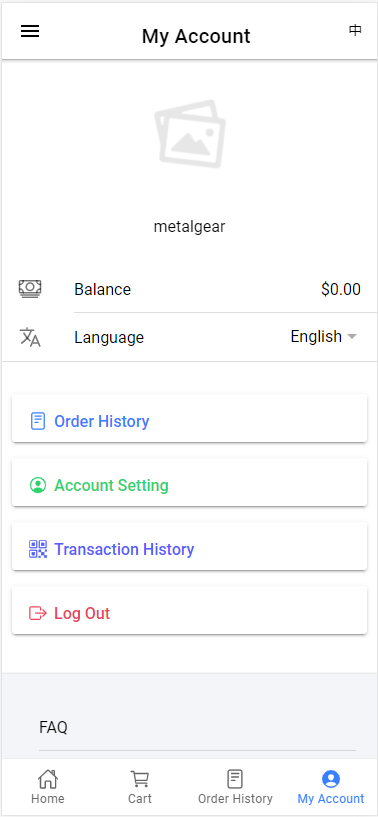 My Account
中
metalgear
Balance
$0.00
Language
English
Order History
Account Setting
Transaction History
Log Out
FAQ
Home
Cart
Order History
My Account